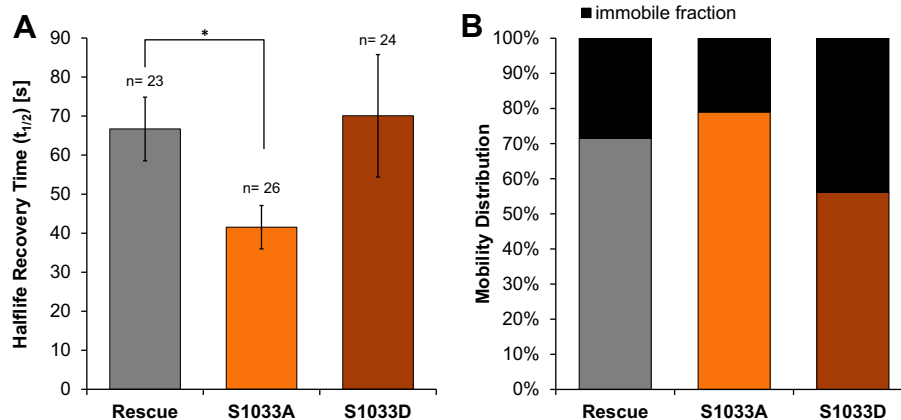 A
Halflife Recovery Time (t1/2) [s]
90
80
70
60
50
40
30
20
10
0
*
n= 23
n= 26
n= 24
Rescue S1033A S1033D
B
■ immobile fraction
Mobility Distribution
100%
90%
80%
70%
60%
50%
40%
30%
20%
10%
0%
Rescue S1033A S1033D